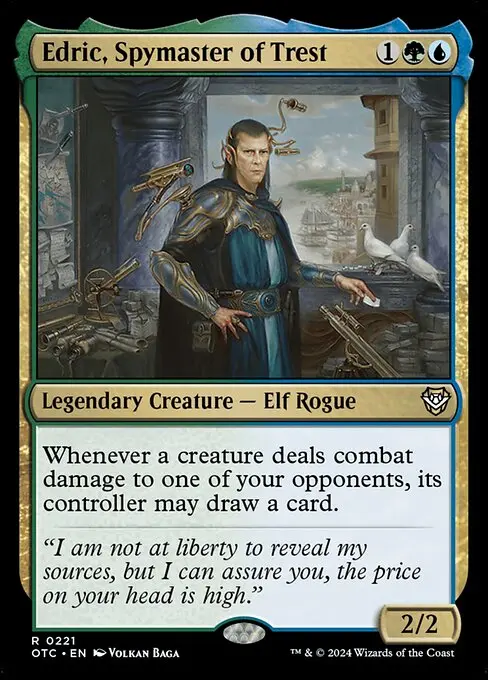 Edric, Spymaster of Trest 1
Legendary Creature — Elf Rogue
Whenever a creature deals combat
damage to one of your opponents, its
controller may draw a card.
“I am not at liberty to reveal my
sources, but I can assure you, the price
on your head is high.”
2/2
R 0221
OTC • EN Volkan Baga
™ & © 2024 Wizards of the Coast